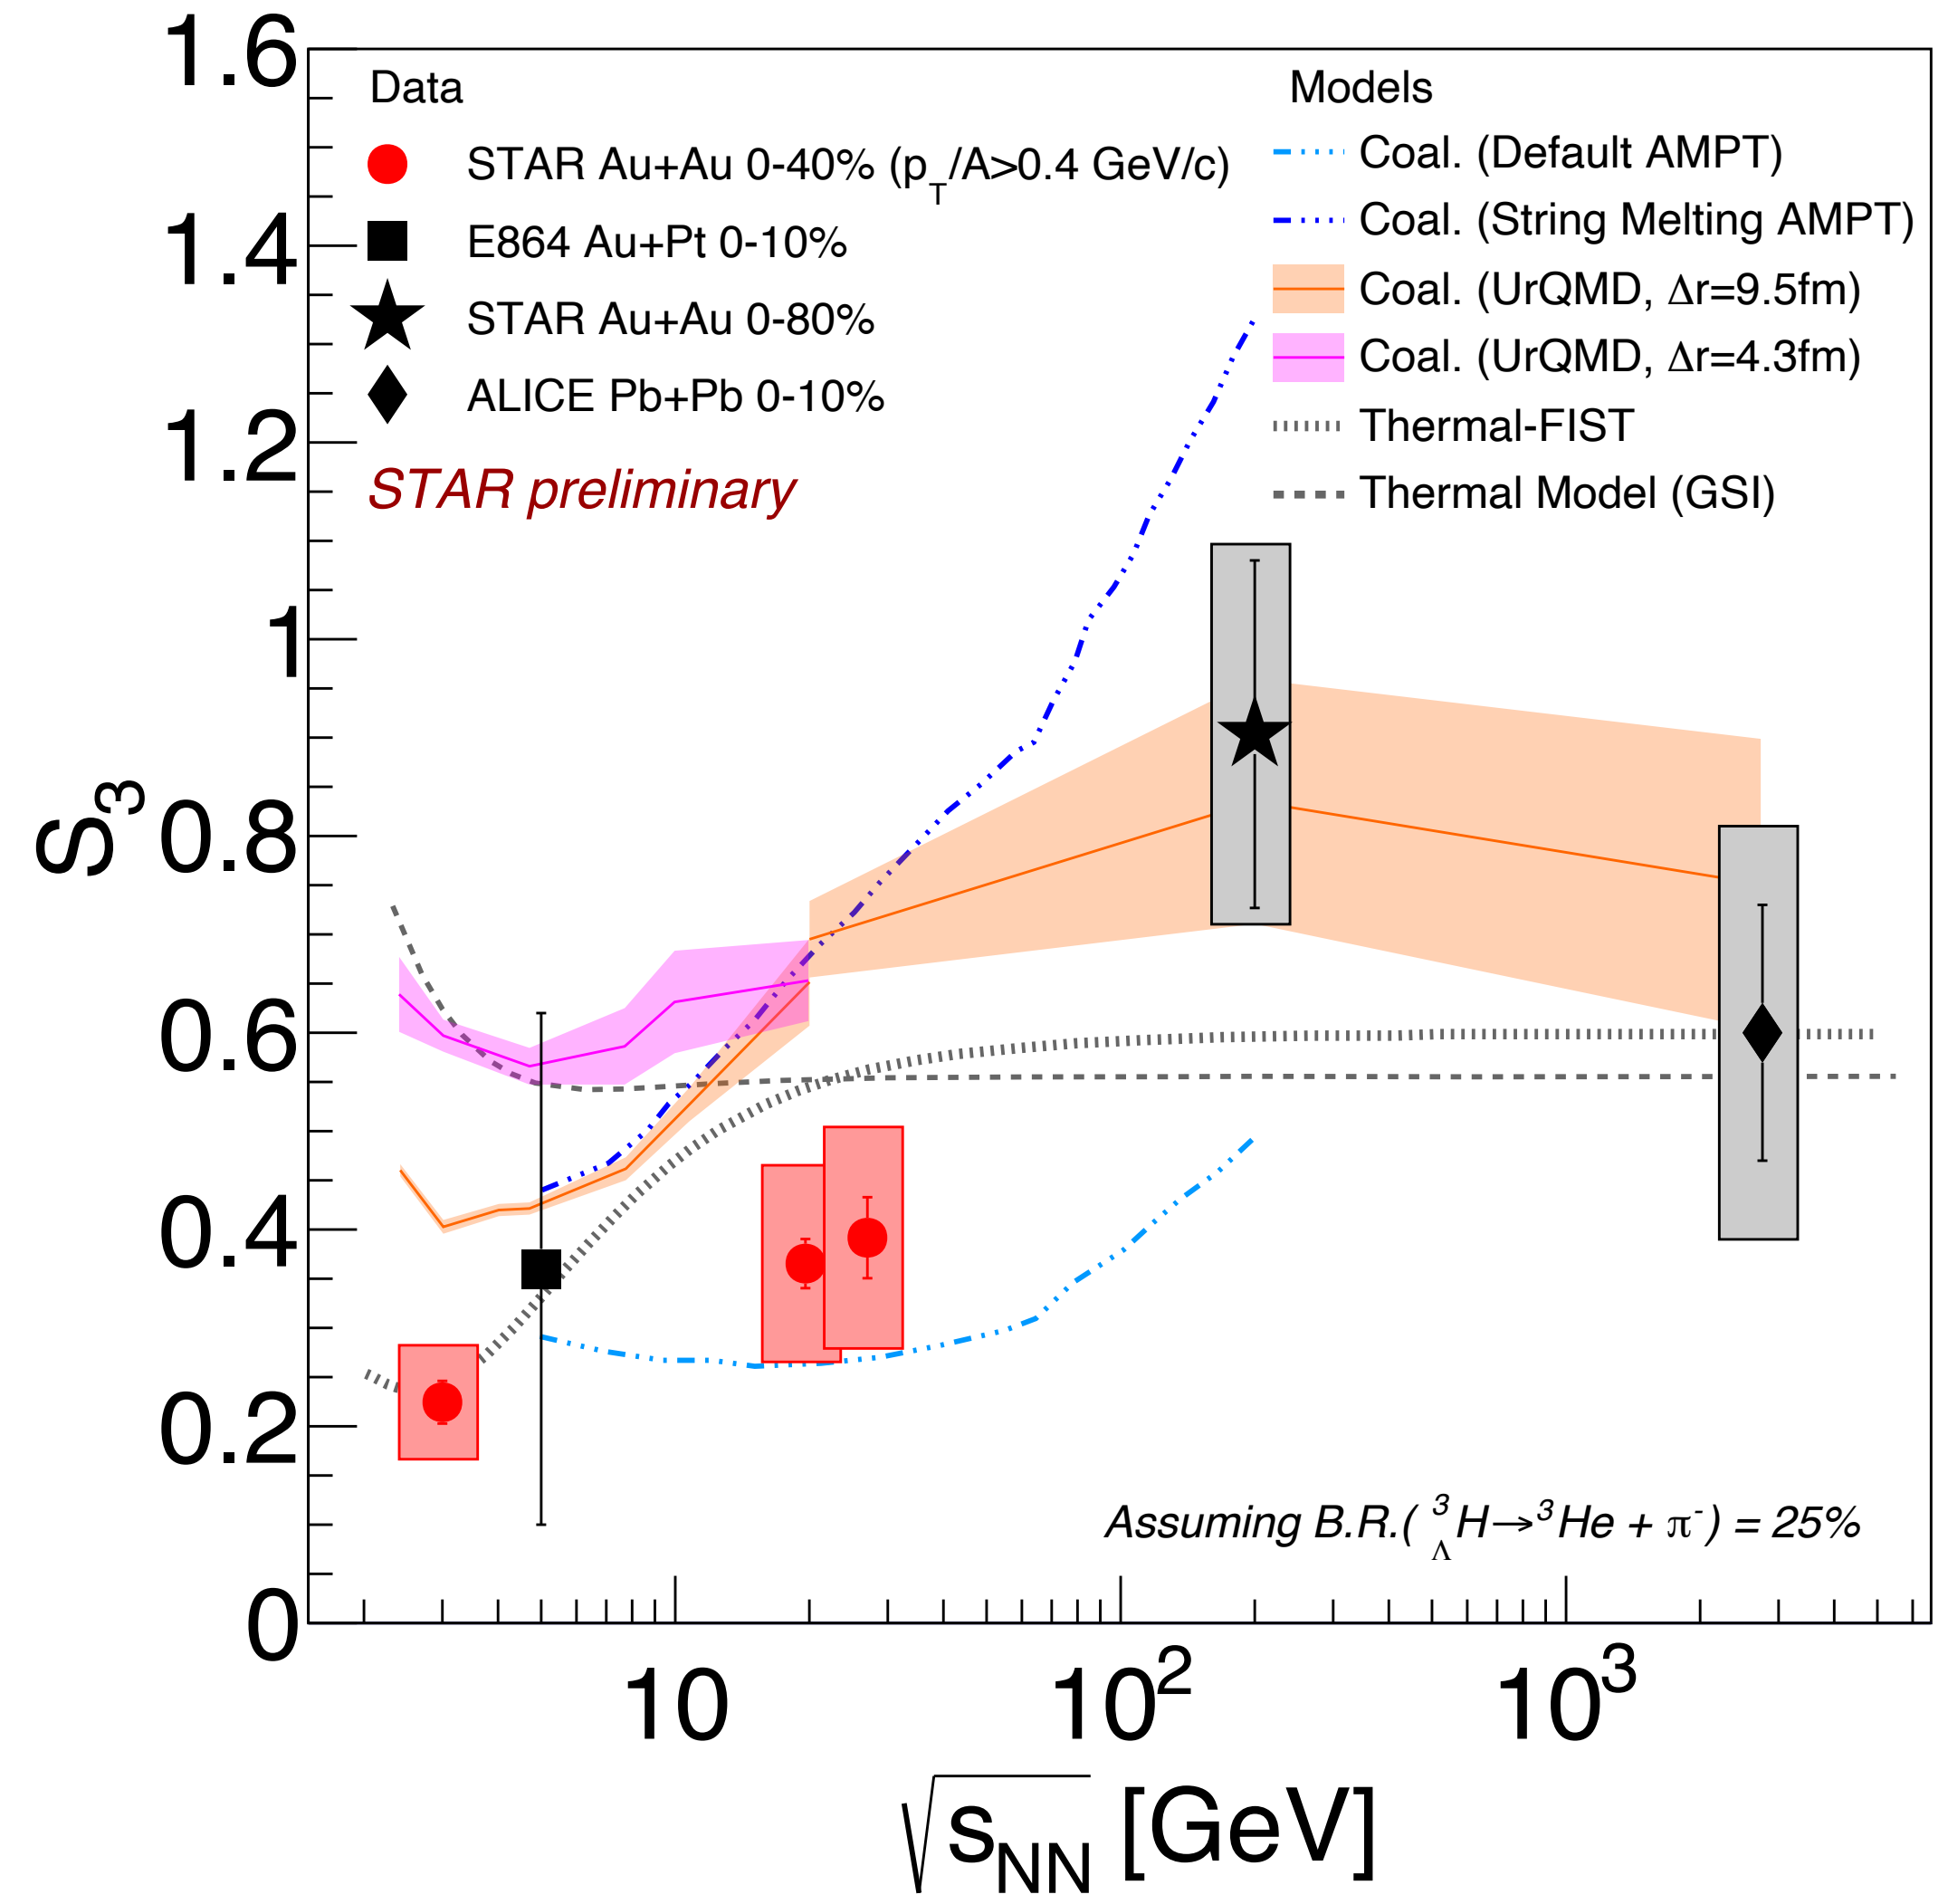 1.6
1.4
1.2
1
0.8
0.6
0.4
0.2
0
S3
Data
STAR Au+Au 0-40% (pT/A>0.4 GeV/c)
E864 Au+Pt 0-10%
STAR Au+Au 0-80%
ALICE Pb+Pb 0-10%
STAR preliminary
Models
Coal. (Default AMPT)
Coal. (String Melting AMPT)
Coal. (UrQMD, Δr=9.5fm)
Coal. (UrQMD, Δr=4.3fm)
Thermal-FIST
Thermal Model (GSI)
Assuming B.R.( ³ΛH→³He + π⁻) = 25%
10
10²
10³
√sNN [GeV]